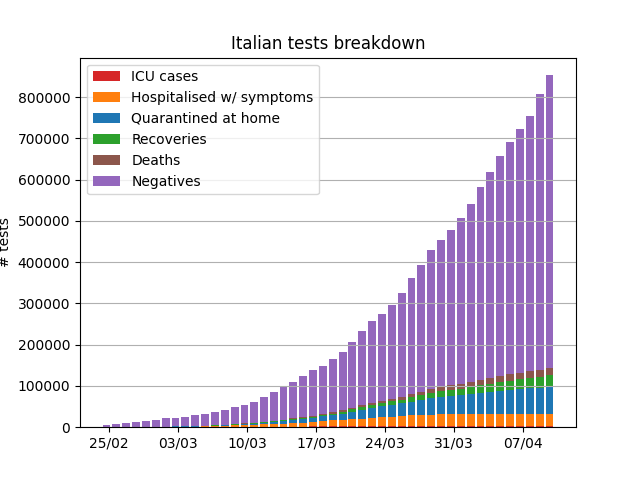 Italian tests breakdown
ICU cases
Hospitalised w/ symptoms
Quarantined at home
Recoveries
Deaths
Negatives
800000
700000
600000
500000
400000
300000
200000
100000
0
# tests
25/02 03/03 10/03 17/03 24/03 31/03 07/04